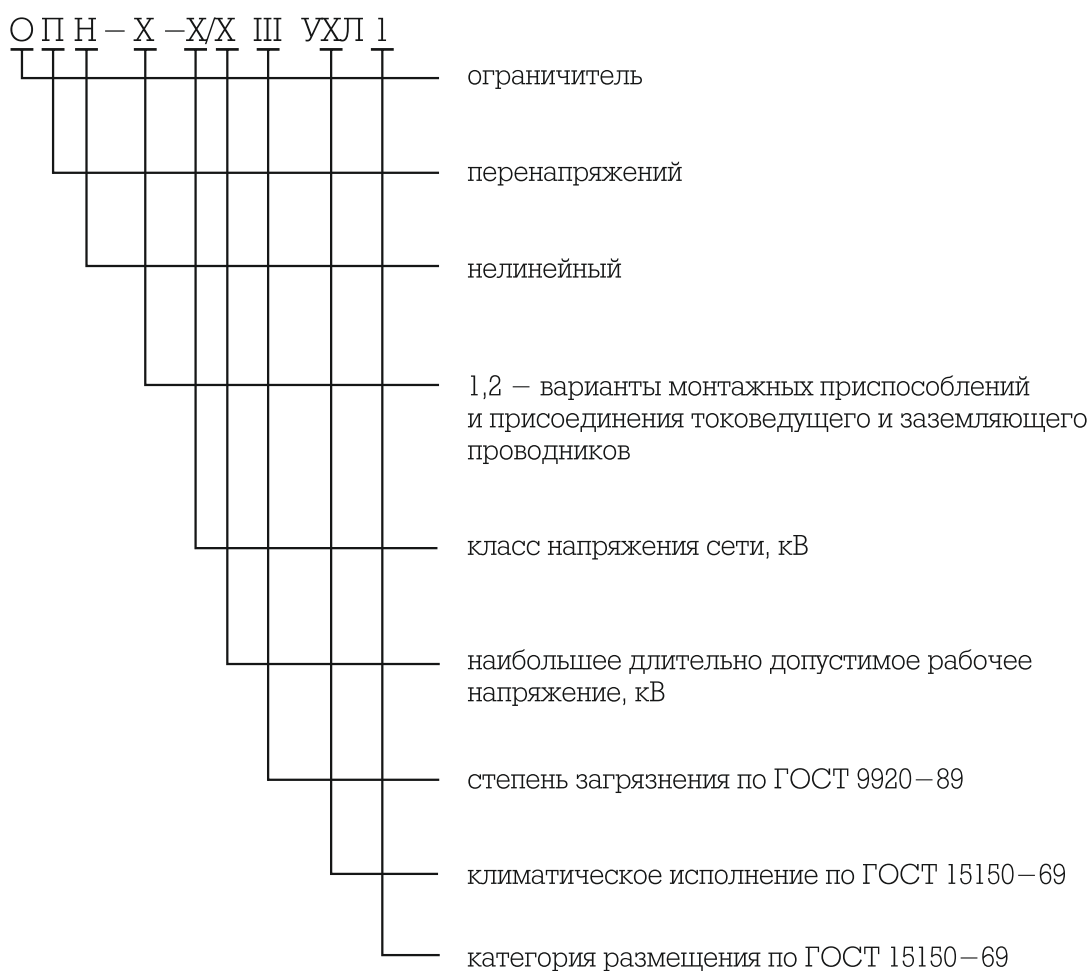 ОПН – Х –Х/Х III УХЛ 1
ограничитель
перенапряжений
нелинейный
1,2 – варианты монтажных приспособлений
и присоединения токоведущего и заземляющего
проводников
класс напряжения сети, кВ
наибольшее длительно допустимое рабочее
напряжение, кВ
степень загрязнения по ГОСТ 9920–89
климатическое исполнение по ГОСТ 15150–69
категория размещения по ГОСТ 15150–69